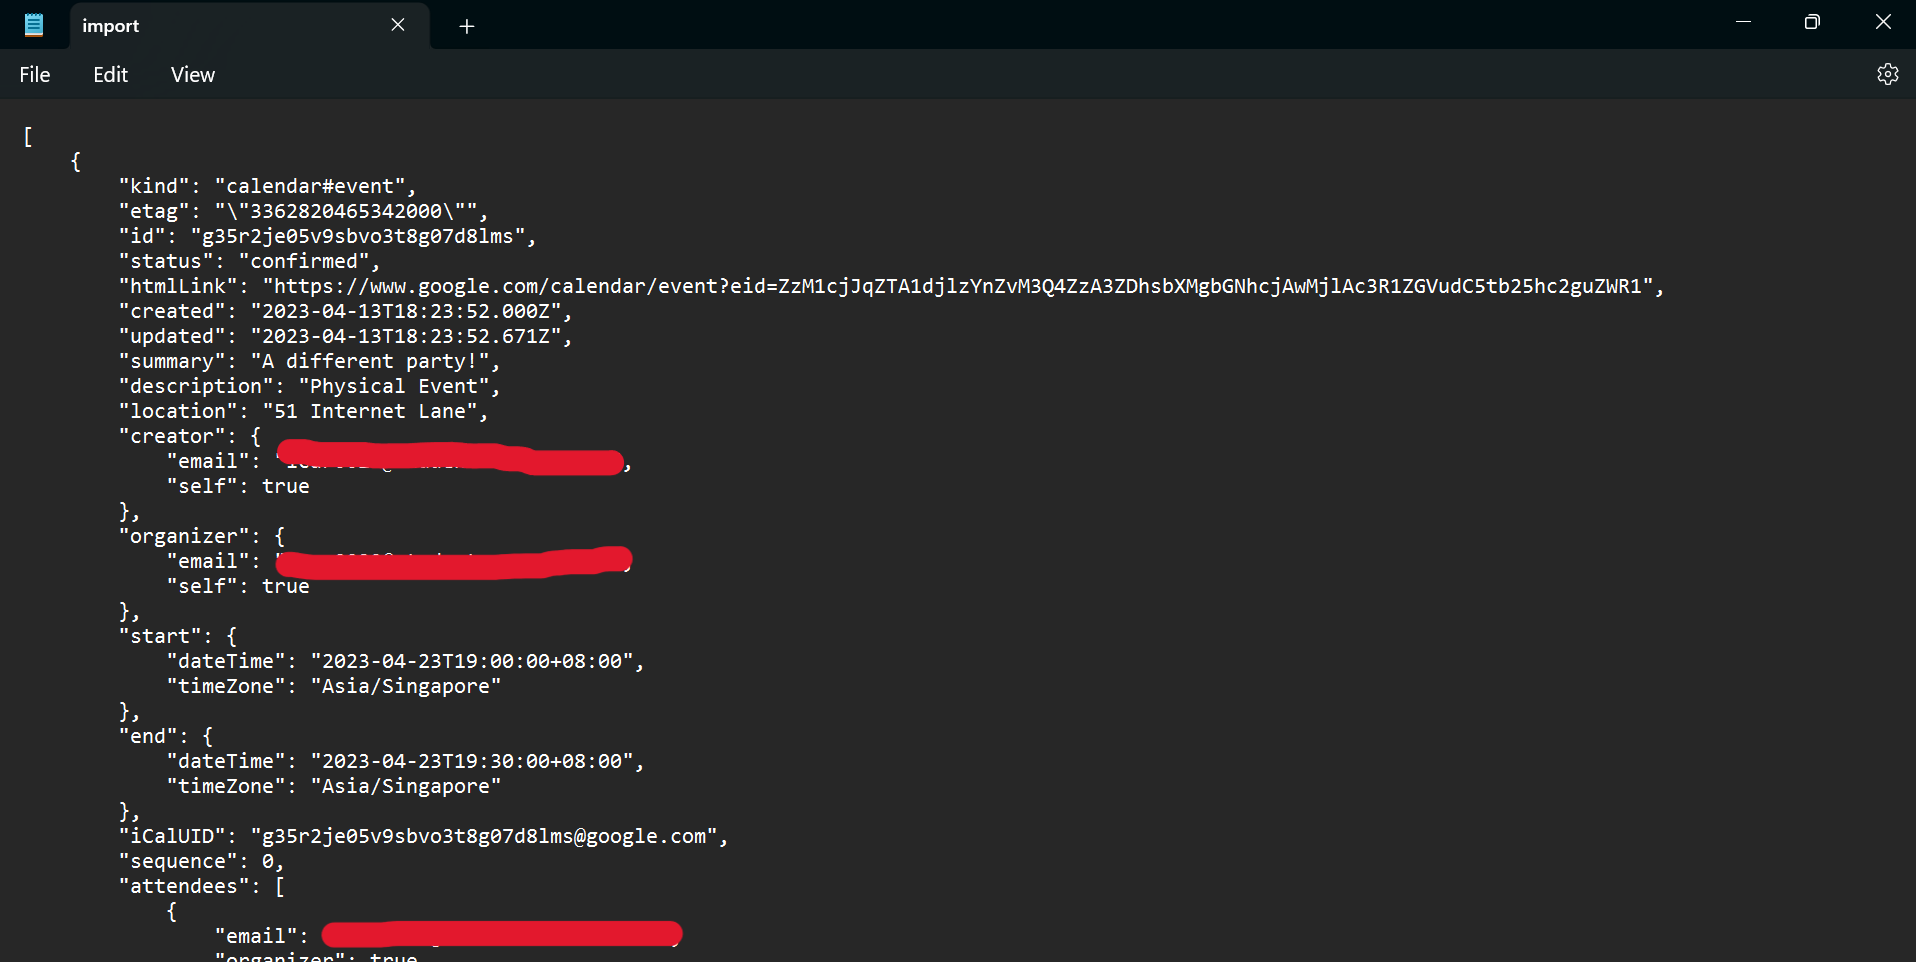 import
File Edit View
[
{
"kind": "calendar#event",
"etag": "\"3362820465342000\"",
"id": "g35r2je05v9sbvo3t8g07d8lms",
"status": "confirmed",
"htmlLink": "https://www.google.com/calendar/event?eid=ZzM1cjJqZTA1djlzYnZvM3Q4ZzA3ZDhsbXMgbGNhcjAwMjlAc3R1ZGVudC5tb25hc2guZWR1",
"created": "2023-04-13T18:23:52.000Z",
"updated": "2023-04-13T18:23:52.671Z",
"summary": "A different party!",
"description": "Physical Event",
"location": "51 Internet Lane",
"creator": {
"email":
"self": true
},
"organizer": {
"email":
"self": true
},
"start": {
"dateTime": "2023-04-23T19:00:00+08:00",
"timeZone": "Asia/Singapore"
},
"end": {
"dateTime": "2023-04-23T19:30:00+08:00",
"timeZone": "Asia/Singapore"
},
"iCalUID": "g35r2je05v9sbvo3t8g07d8lms@google.com",
"sequence": 0,
"attendees": [
{
"email":
"organizer": true